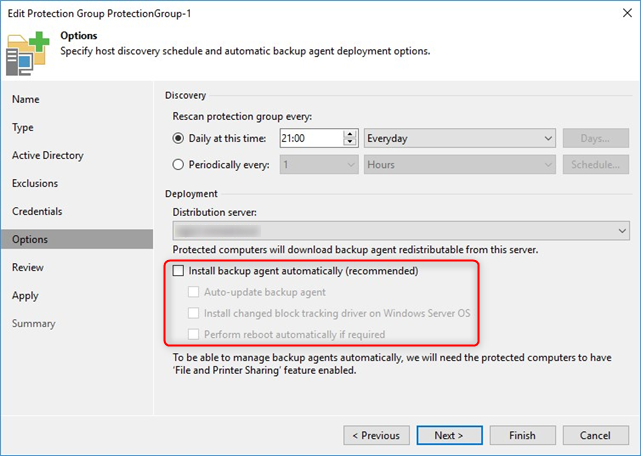 Edit Protection Group ProtectionGroup-1
Options
Specify host discovery schedule and automatic backup agent deployment options.
Name
Type
Active Directory
Exclusions
Credentials
Options
Review
Apply
Summary
Discovery
Rescan protection group every:
Daily at this time: 21:00 Everyday Days...
Periodically every: 1 Hours Schedule...
Deployment
Distribution server:
Protected computers will download backup agent redistributable from this server.
Install backup agent automatically (recommended)
Auto-update backup agent
Install changed block tracking driver on Windows Server OS
Perform reboot automatically if required
To be able to manage backup agents automatically, we will need the protected computers to have
'File and Printer Sharing' feature enabled.
< Previous Next > Finish Cancel